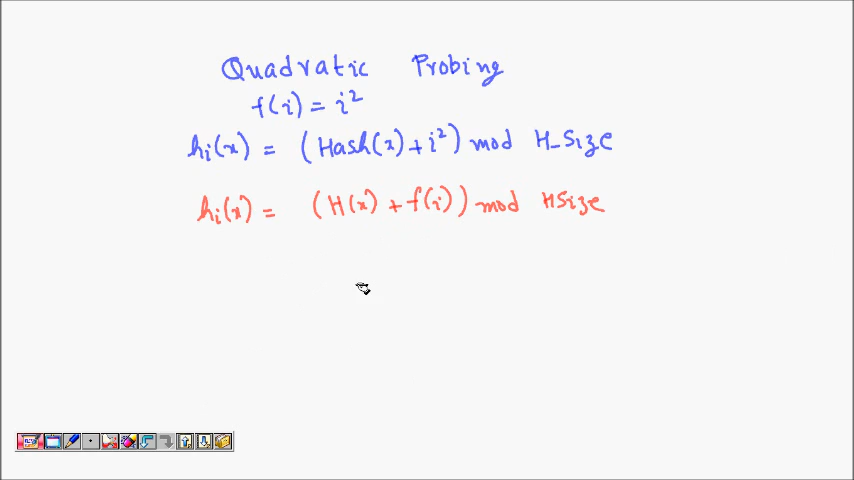 Quadratic Probing
f(i) = i²
hᵢ(x) = (Hash(x) + i²) mod H_Size
hᵢ(x) = (H(x) + f(i)) mod HSize